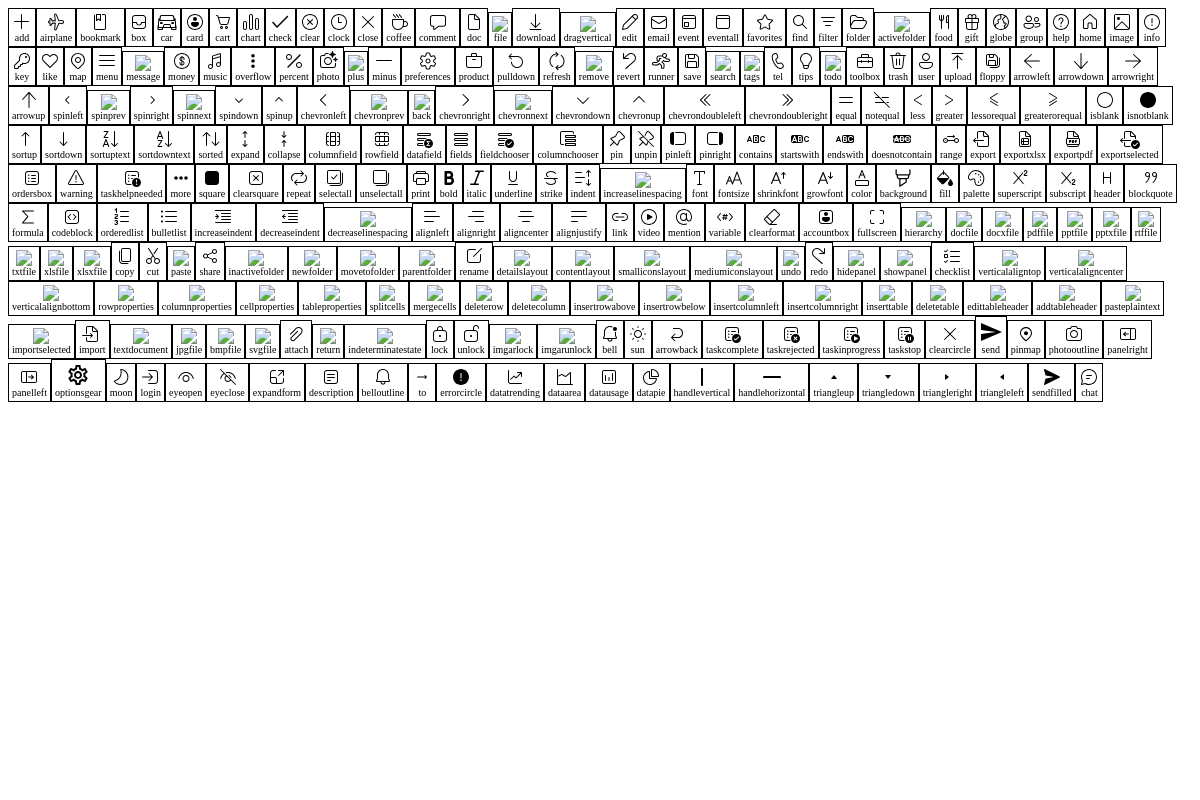 add airplane bookmark box car card cart chart check clear clock close coffee comment doc file download dragvertical edit email event eventall favorites find filter folder activefolder food gift globe group help home image info
key like map menu message money music overflow percent photo plus minus preferences product pulldown refresh remove revert runner save search tags tel tips todo toolbox trash user upload floppy arrowleft arrowdown arrowright
arrowup spinleft spinprev spinright spinnext spindown spinup chevronleft chevronprev back chevronright chevronnext chevrondown chevronup chevrondoubleleft chevrondoubleright equal notequal less greater lessorequal greaterorequal isblank isnotblank
sortup sortdown sortuptext sortdowntext sorted expand collapse columnfield rowfield datafield fields fieldchooser columnchooser pin unpin pinleft pinright contains startswith endswith doesnotcontain range export exportxlsx exportpdf exportselected
ordersbox warning taskhelpneeded more square clearsquare repeat selectall unselectall print bold italic underline strike indent increaselinespacing font fontsize shrinkfont growfont color background fill palette superscript subscript header blockquote
formula codeblock orderedlist bulletlist increaseindent decreaseindent decreaselinespacing alignleft alignright aligncenter alignjustify link video mention variable clearformat accountbox fullscreen hierarchy docfile docxfile pdffile pptfile pptxfile rtffile
txtfile xlsfile xlsxfile copy cut paste share inactivefolder newfolder movetofolder parentfolder rename detailslayout contentlayout smalliconslayout mediumiconslayout undo redo hidepanel showpanel checklist verticalaligntop verticalaligncenter
verticalalignbottom rowproperties columnproperties cellproperties tableproperties splitcells mergecells deleterow deletecolumn insertrowabove insertrowbelow insertcolumnleft insertcolumnright inserttable deletetable edittableheader addtableheader pasteplaintext
importselected import textdocument jpgfile bmpfile svgfile attach return indeterminatestate lock unlock imgarlock imgarunlock bell sun arrowback taskcomplete taskrejected taskinprogress taskstop clearcircle send pinmap photooutline panelright
panelleft optionsgear moon login eyeopen eyeclose expandform description belloutline to errorcircle datatrending dataarea datausage datapie handlevertical handlehorizontal triangleup triangledown triangleright triangleleft sendfilled chat